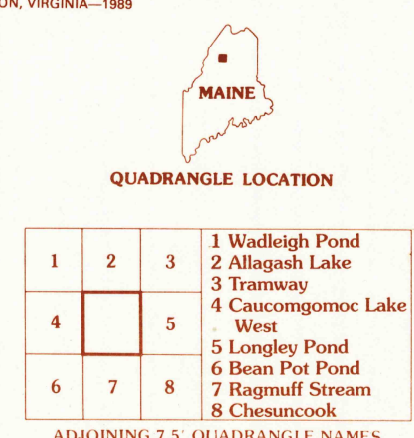 ON, VIRGINIA—1989
MAINE
QUADRANGLE LOCATION
1 2 3
4 5
6 7 8
1 Wadleigh Pond
2 Allagash Lake
3 Tramway
4 Caucomgomoc Lake
West
5 Longley Pond
6 Bean Pot Pond
7 Ragmuff Stream
8 Chesuncook
ADJOINING 7.5' QUADRANGLE NAMES